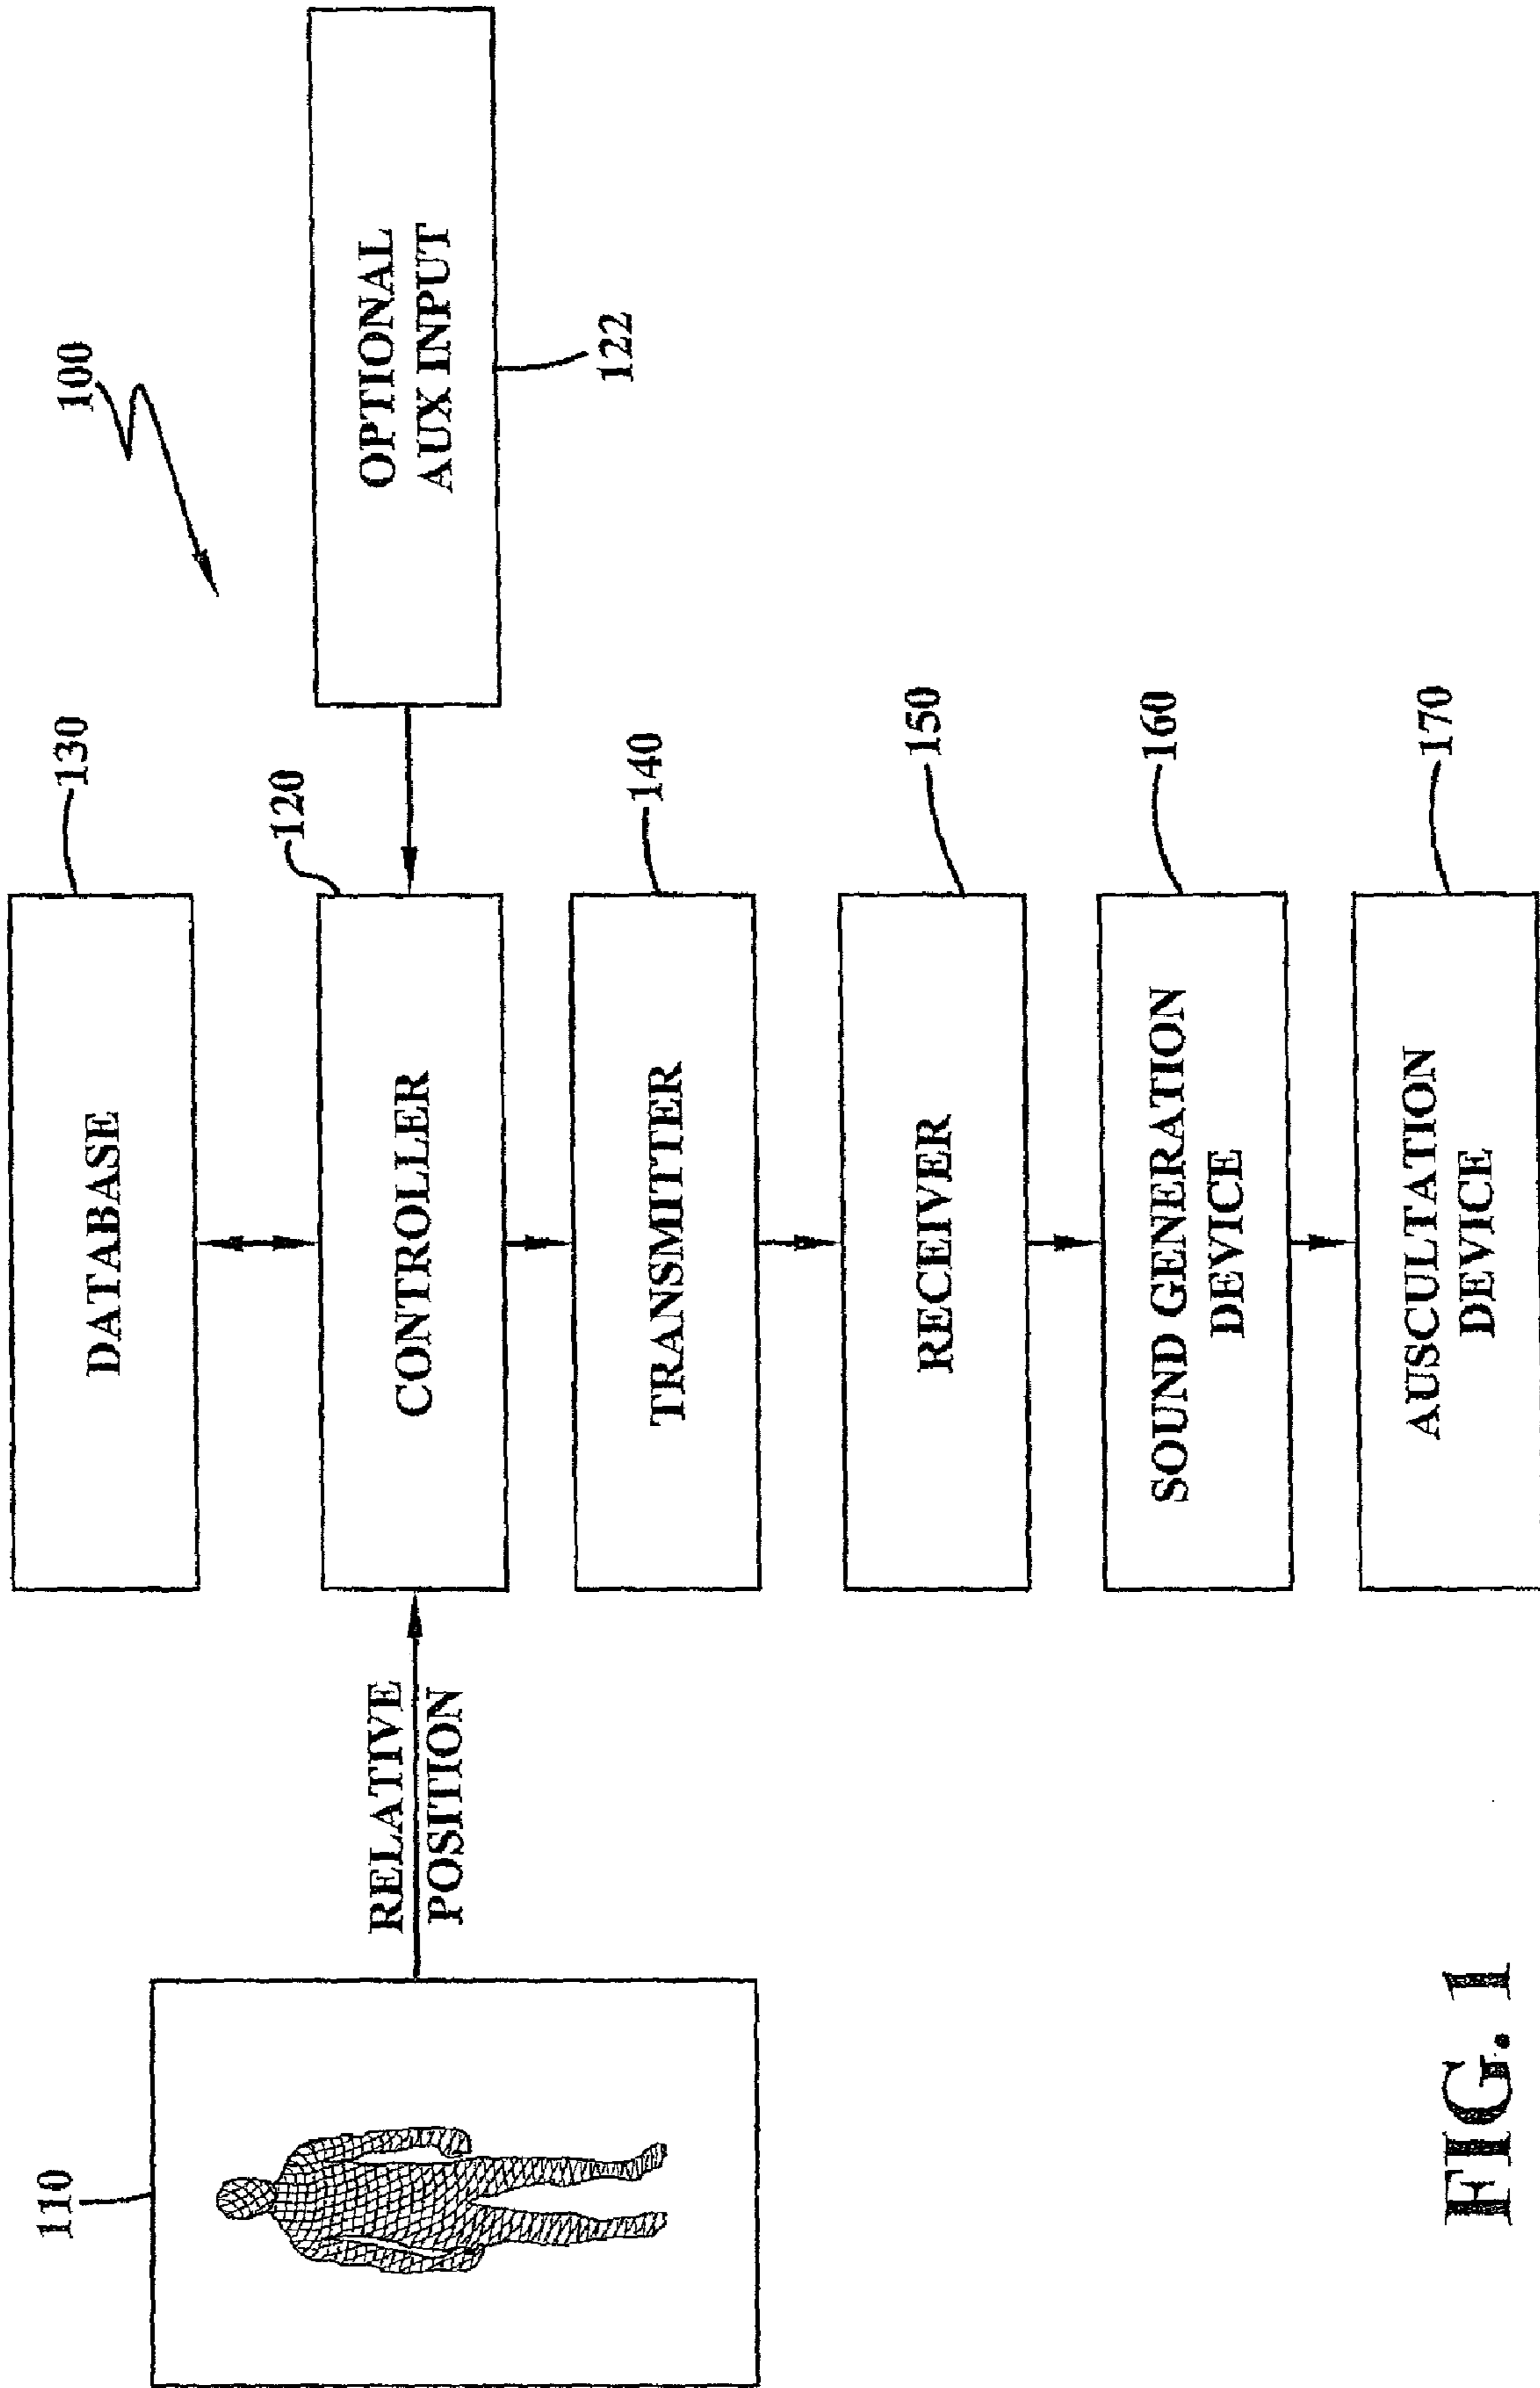 100
130
DATABASE
120
CONTROLLER
OPTIONAL
AUX INPUT
122
110
RELATIVE
POSITION
140
TRANSMITTER
150
RECEIVER
160
SOUND GENERATION
DEVICE
170
AUSCULTATION
DEVICE
FIG. 1